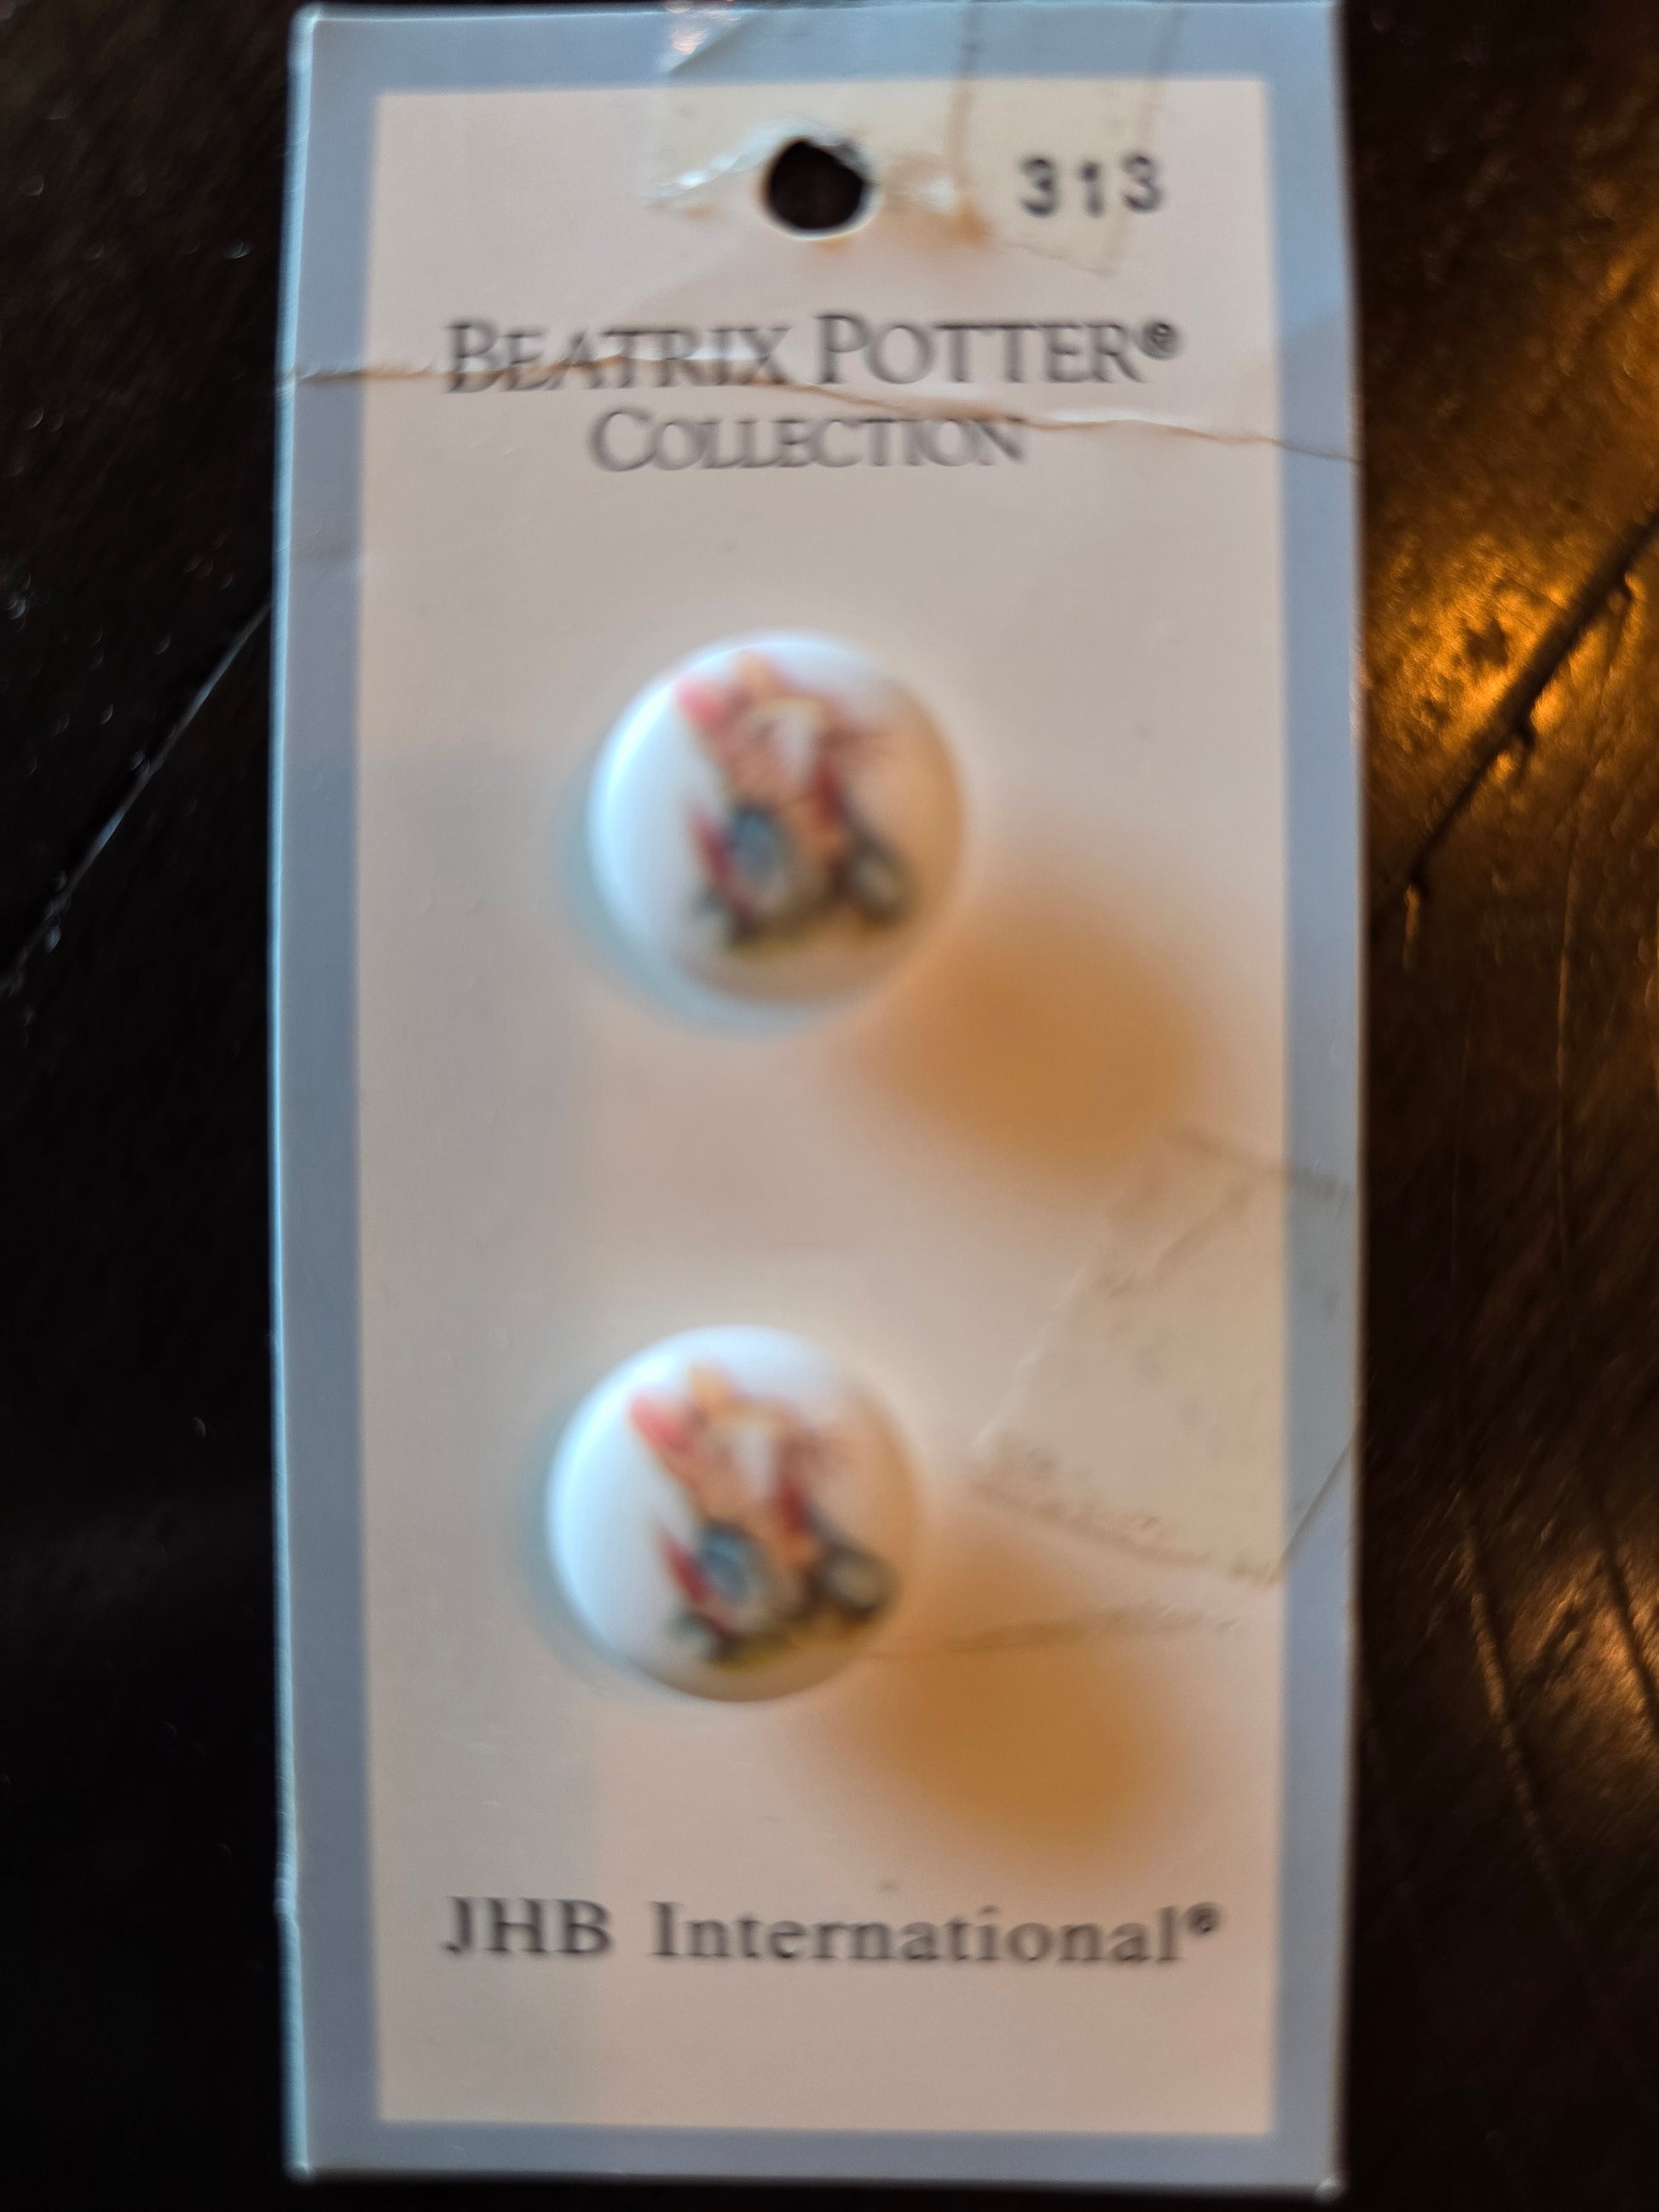 313
BEATRIX POTTER®
COLLECTION
JHB International®